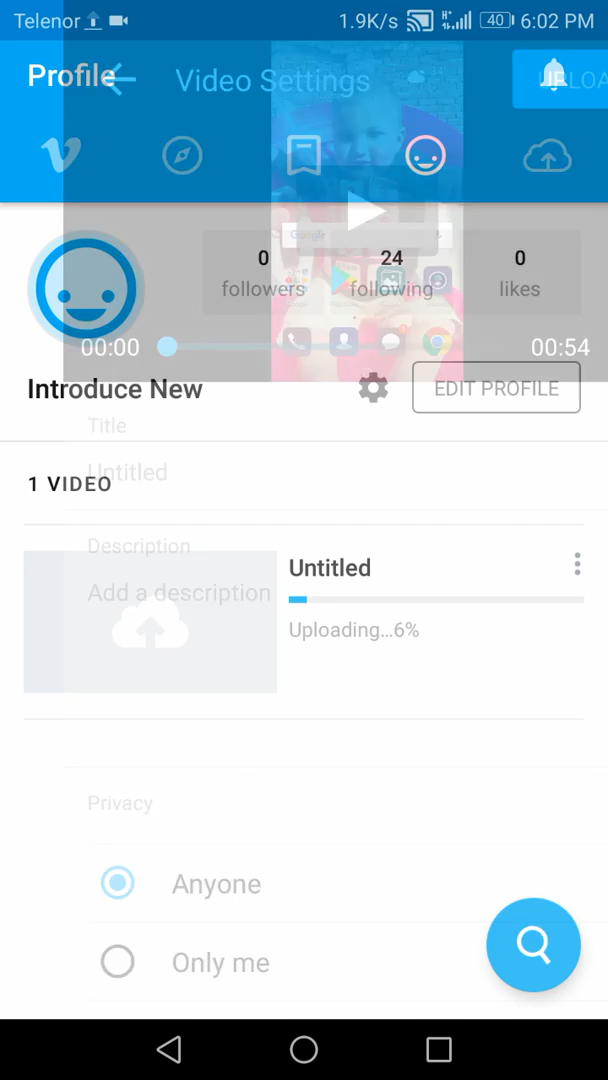 Telenor 1.9K/s H+ 40 6:02 PM
Profile
Video Settings
UPLOA
Google
0 24 0
followers following likes
00:00 00:54
Introduce New EDIT PROFILE
Title
Untitled
1 VIDEO
Description
Untitled
Add a description
Uploading...6%
Privacy
Anyone
Only me